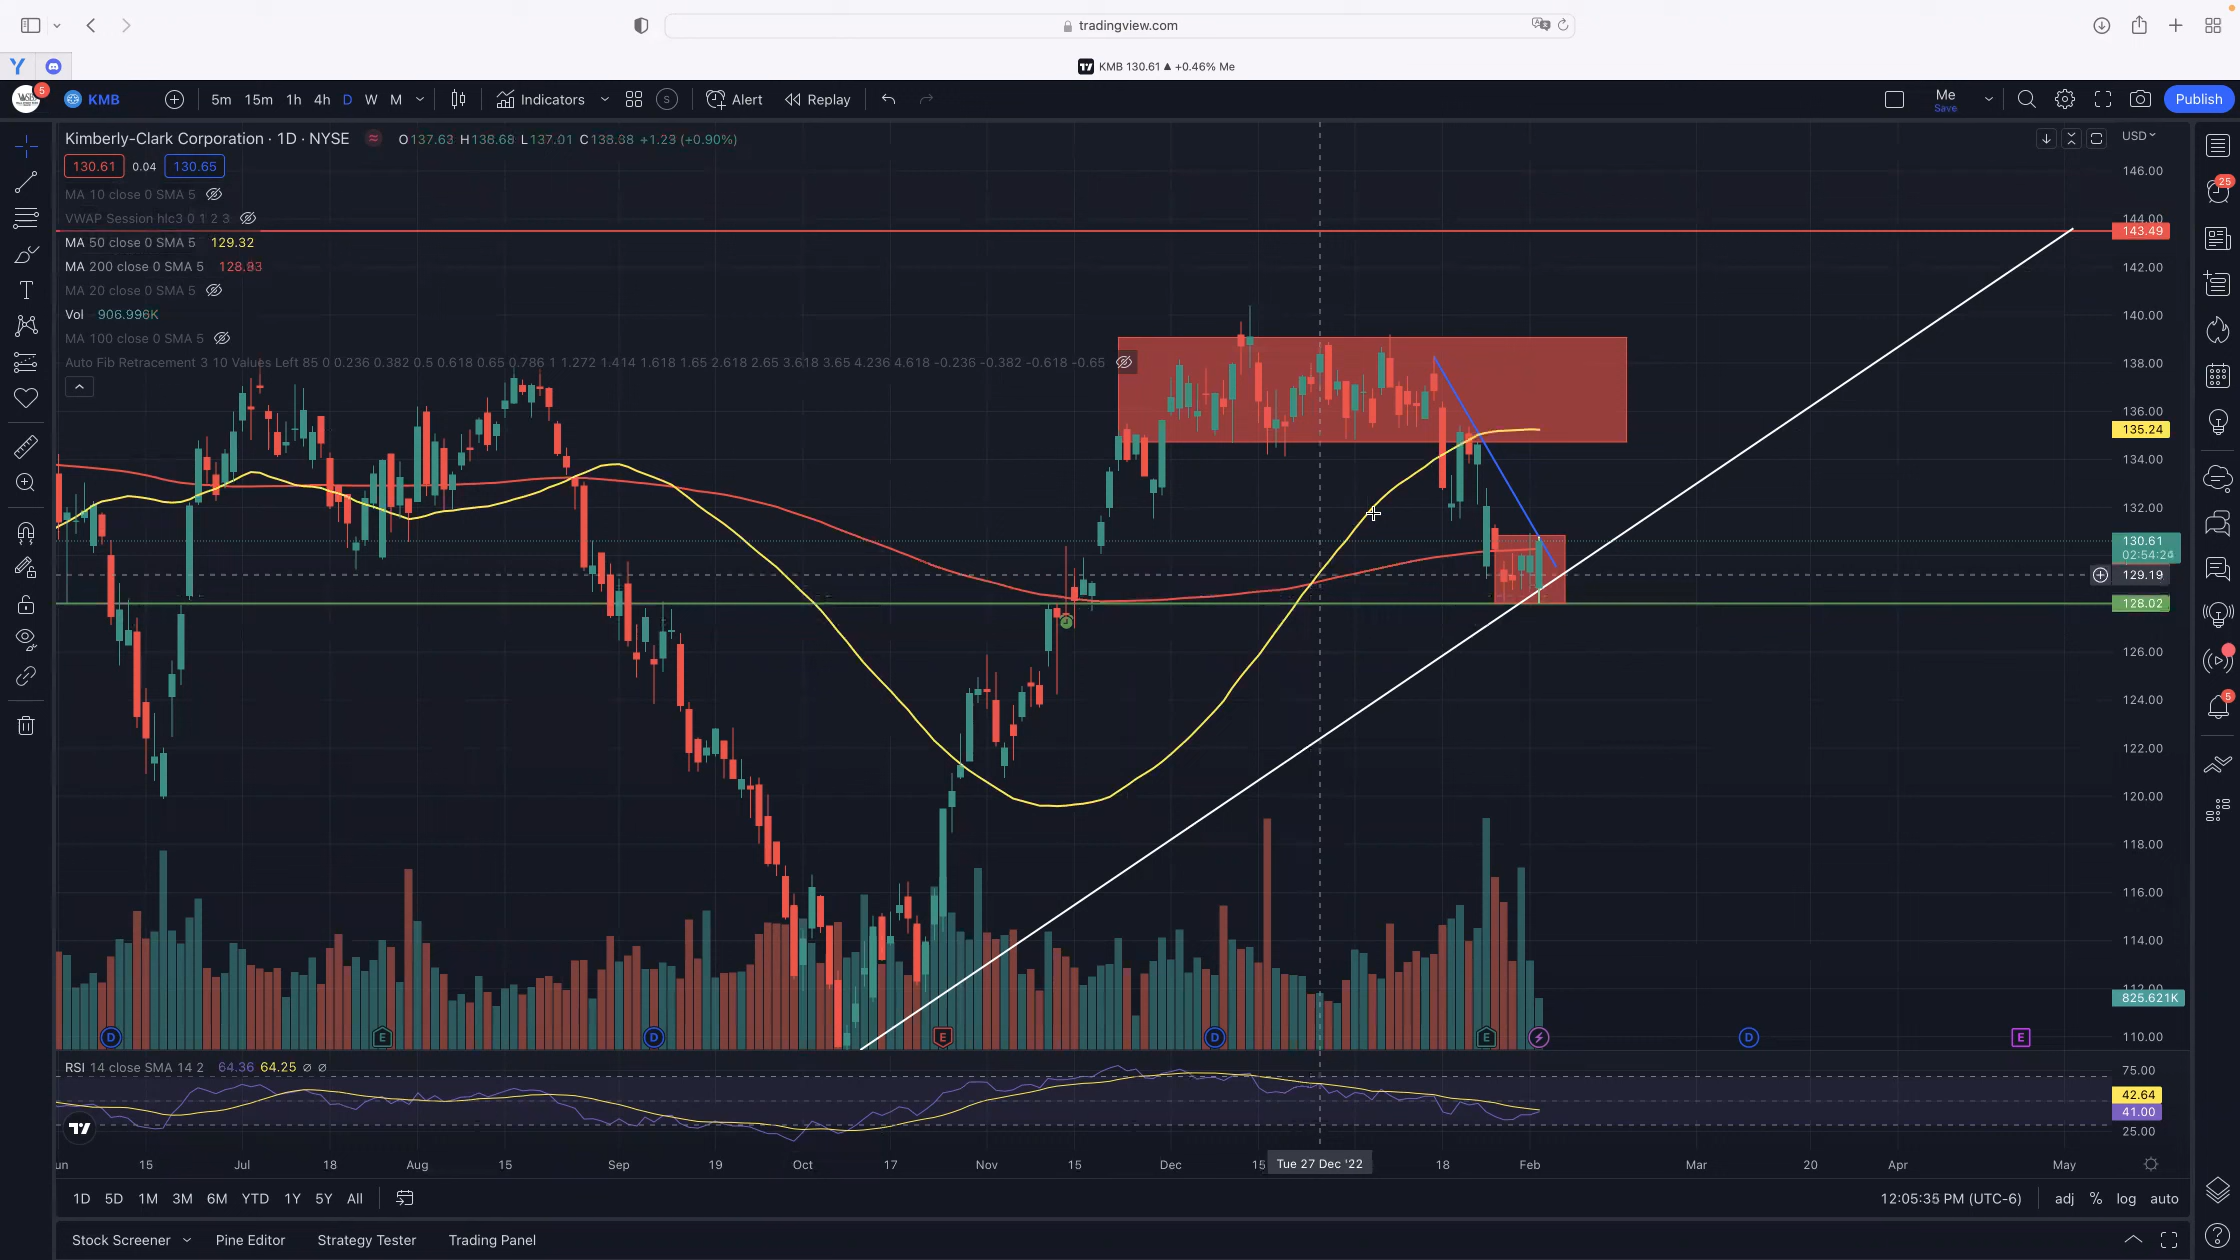 tradingview.com
KMB 130.61 ▲ +0.46% Me
5
KMB
5m 15m 1h 4h D W M
Indicators
S
Alert
Replay
Me
Save
Publish
Kimberly-Clark Corporation · 1D · NYSE
O137.63 H138.68 L137.01 C138.38 +1.23 (+0.90%)
USD
130.61 0.04 130.65
MA 10 close 0 SMA 5
VWAP Session hlc3 0 1 2 3
MA 50 close 0 SMA 5 129.32
MA 200 close 0 SMA 5
MA 20 close 0 SMA 5
Vol 906.996K
MA 100 close 0 SMA 5
Auto Fib Retracement 3 10 Values Left 85 0 0.236 0.382 0.5 0.618 0.65 0.786 1 1.272 1.414 1.618 1.65 2.618 2.65 3.618 3.65 4.236 4.618 -0.236 -0.382 -0.618 -0.65
146.00
144.00
143.49
142.00
140.00
138.00
136.00
135.24
134.00
132.00
130.61
02:54:24
129.19
128.02
126.00
124.00
122.00
120.00
118.00
116.00
114.00
112.00
825.621K
110.00
D E D E D E D E
RSI 14 close SMA 14 2 64.36 64.25 ∅ ∅
75.00
42.64
41.00
25.00
un 15 Jul 18 Aug 15 Sep 19 Oct 17 Nov 15 Dec 15 Tue 27 Dec '22 18 Feb Mar 20 Apr May
1D 5D 1M 3M 6M YTD 1Y 5Y All
12:05:35 PM (UTC-6) adj % log auto
Stock Screener Pine Editor Strategy Tester Trading Panel
25
5